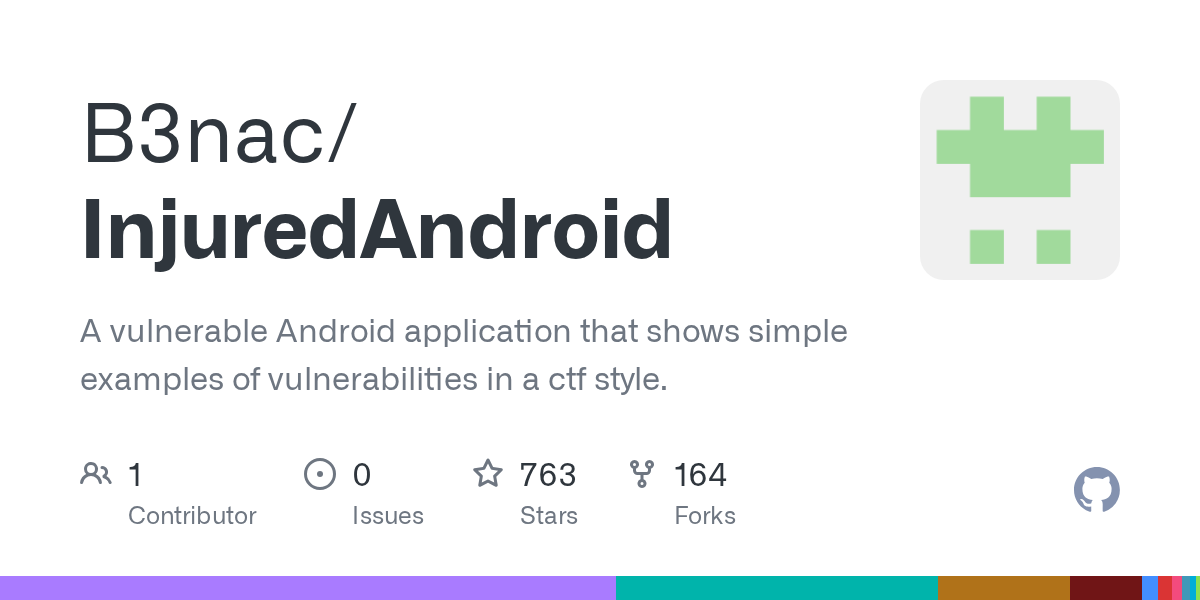 B3nac/
InjuredAndroid
A vulnerable Android application that shows simple
examples of vulnerabilities in a ctf style.
1 0 763 164
Contributor Issues Stars Forks